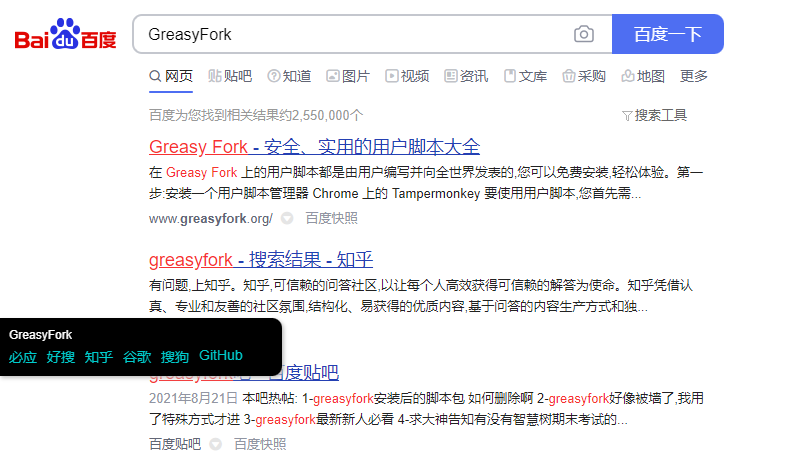 Bai du 百度 GreasyFork 百度一下
网页 贴吧 知道 图片 视频 资讯 文库 采购 地图 更多
百度为您找到相关结果约2,550,000个 搜索工具
Greasy Fork - 安全、实用的用户脚本大全
在 Greasy Fork 上的用户脚本都是由用户编写并向全世界发表的,您可以免费安装,轻松体验。第一
步:安装一个用户脚本管理器 Chrome 上的 Tampermonkey 要使用用户脚本,您首先需...
www.greasyfork.org/ 百度快照
greasyfork - 搜索结果 - 知乎
有问题,上知乎。知乎,可信赖的问答社区,以让每个人高效获得可信赖的解答为使命。知乎凭借认
真、专业和友善的社区氛围,结构化、易获得的优质内容,基于问答的内容生产方式和独...
GreasyFork
必应 好搜 知乎 谷歌 搜狗 GitHub
greasyfork吧 - 百度贴吧
2021年8月21日 本吧热帖: 1-greasyfork安装后的脚本包 如何删除啊 2-greasyfork好像被墙了,我用
了特殊方式才进 3-greasyfork最新新人必看 4-求大神告知有没有智慧树期末考试的...
百度贴吧 百度快照